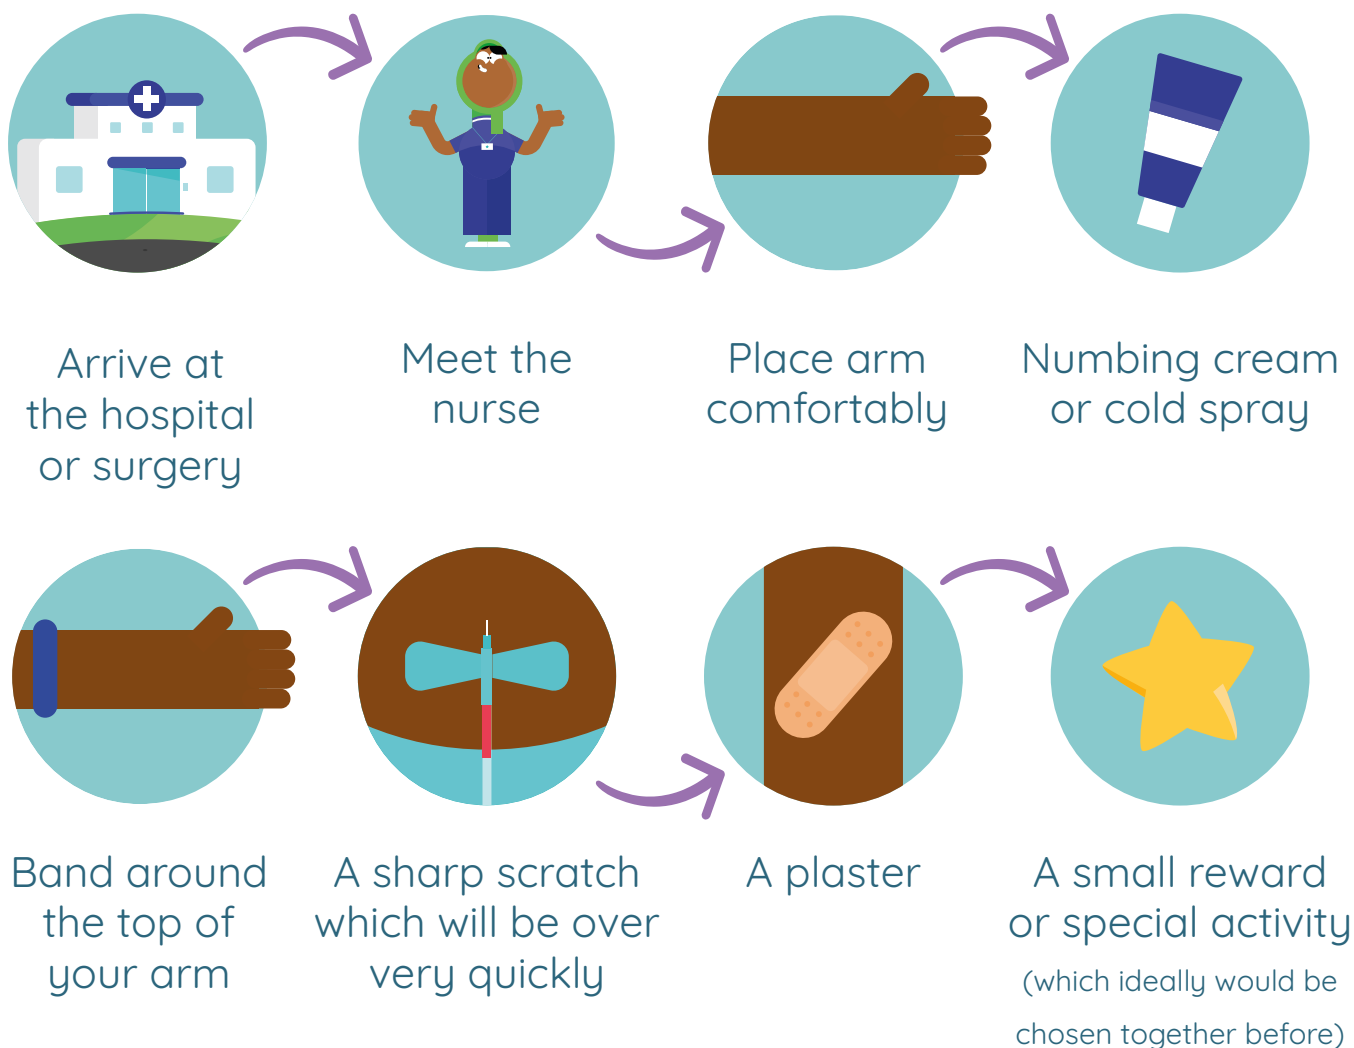 Arrive at
the hospital
or surgery
Meet the
nurse
Place arm
comfortably
Numbing cream
or cold spray
Band around
the top of
your arm
A sharp scratch
which will be over
very quickly
A plaster
A small reward
or special activity
(which ideally would be
chosen together before)